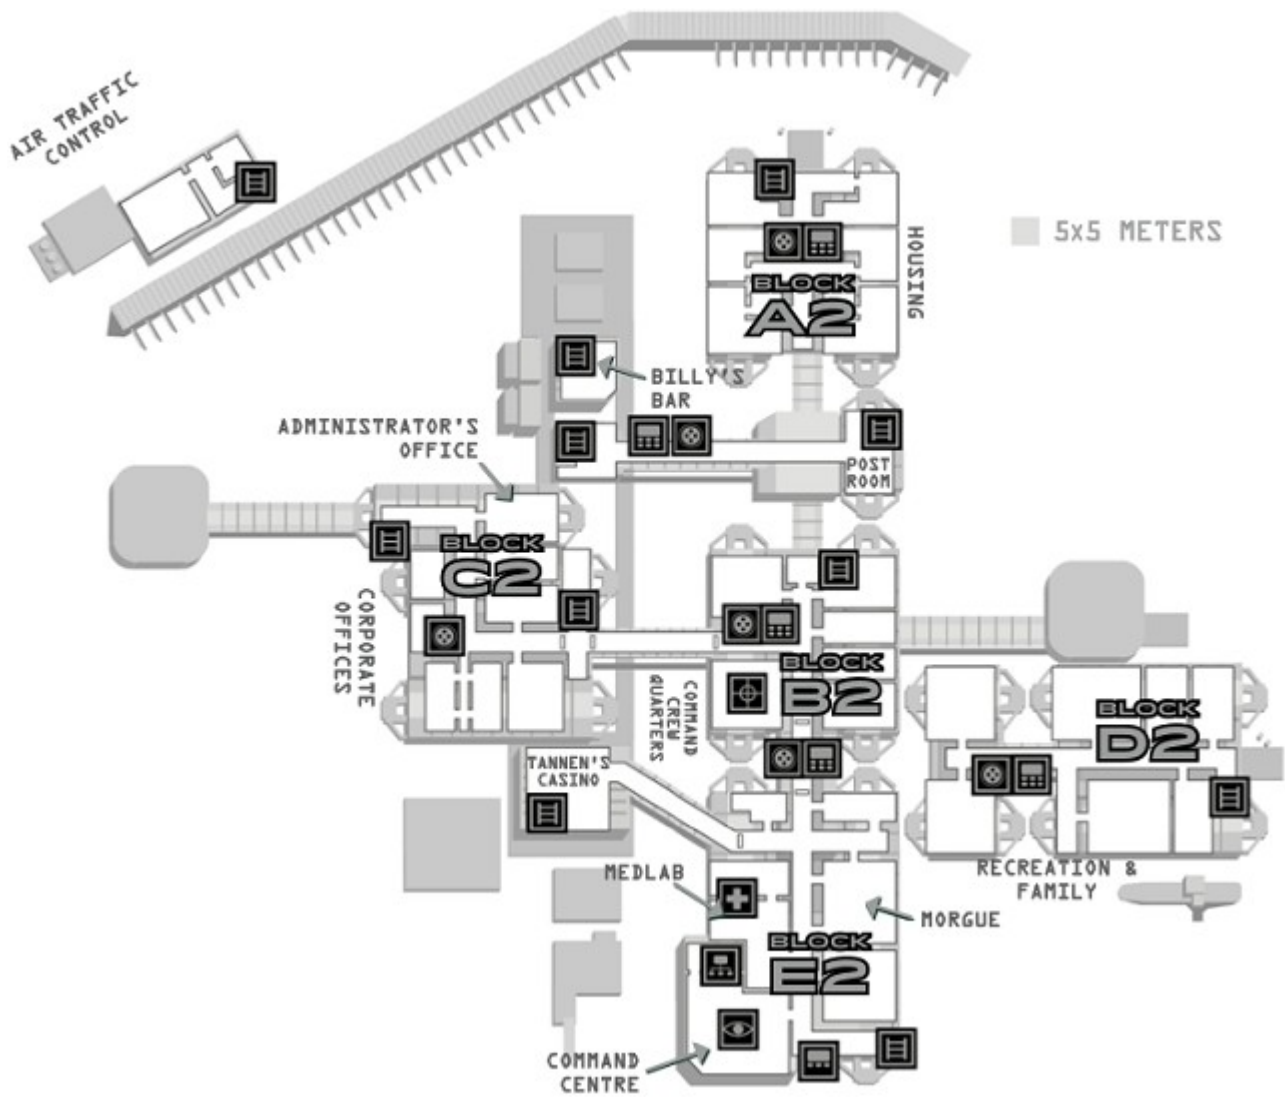 AIR TRAFFIC
CONTROL
5x5 METERS
HOUSING
BLOCK
A2
BILLY'S
BAR
ADMINISTRATOR'S
OFFICE
POST
ROOM
BLOCK
C2
CORPORATE
OFFICES
BLOCK
B2
COMMAND
CREW
QUARTERS
BLOCK
D2
TANNEN'S
CASINO
RECREATION &
FAMILY
MEDLAB
MORGUE
BLOCK
E2
COMMAND
CENTRE